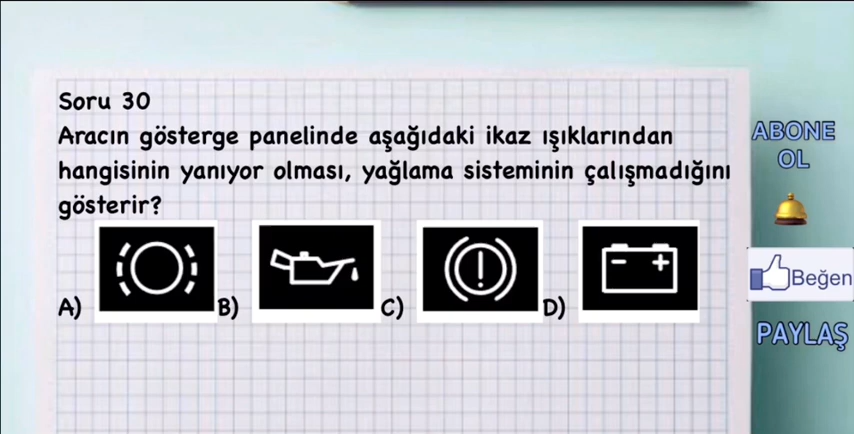 Soru 30
Aracın gösterge panelinde aşağıdaki ikaz ışıklarından
hangisinin yanıyor olması, yağlama sisteminin çalışmadığını
gösterir?
A) B) C) D)
ABONE
OL
Beğen
PAYLAŞ